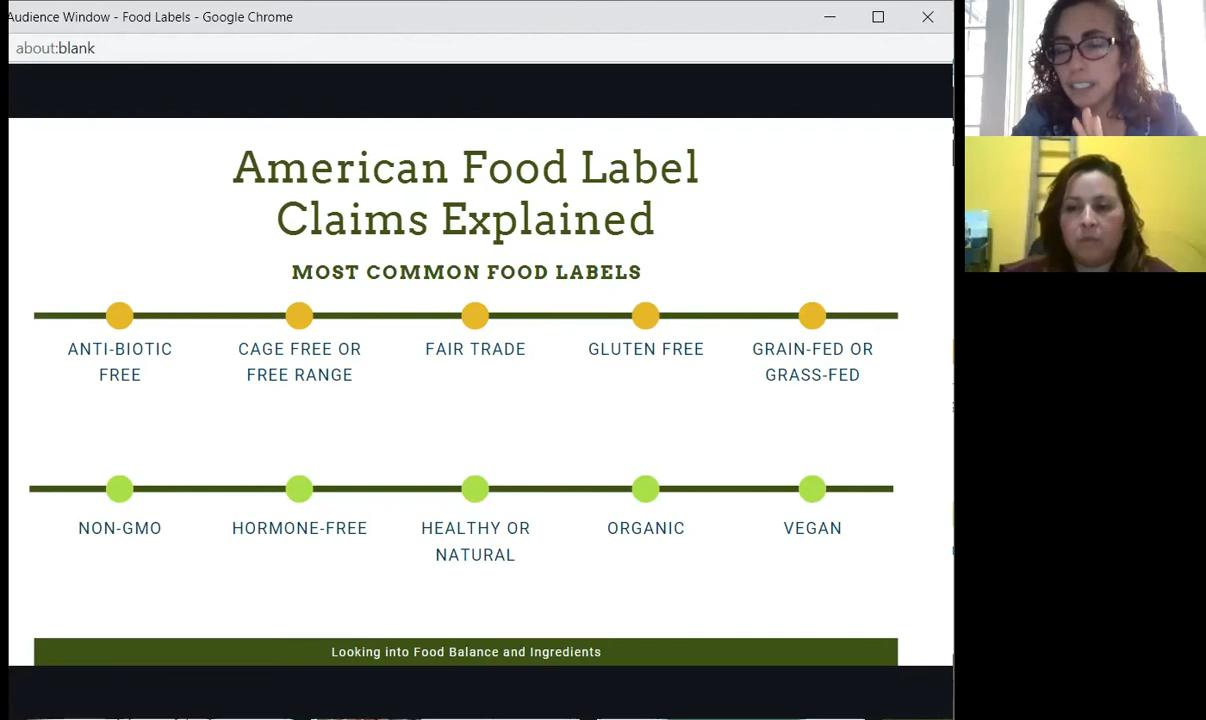 Audience Window - Food Labels - Google Chrome
about:blank
American Food Label
Claims Explained
MOST COMMON FOOD LABELS
ANTI-BIOTIC
FREE
CAGE FREE OR
FREE RANGE
FAIR TRADE
GLUTEN FREE
GRAIN-FED OR
GRASS-FED
NON-GMO
HORMONE-FREE
HEALTHY OR
NATURAL
ORGANIC
VEGAN
Looking into Food Balance and Ingredients